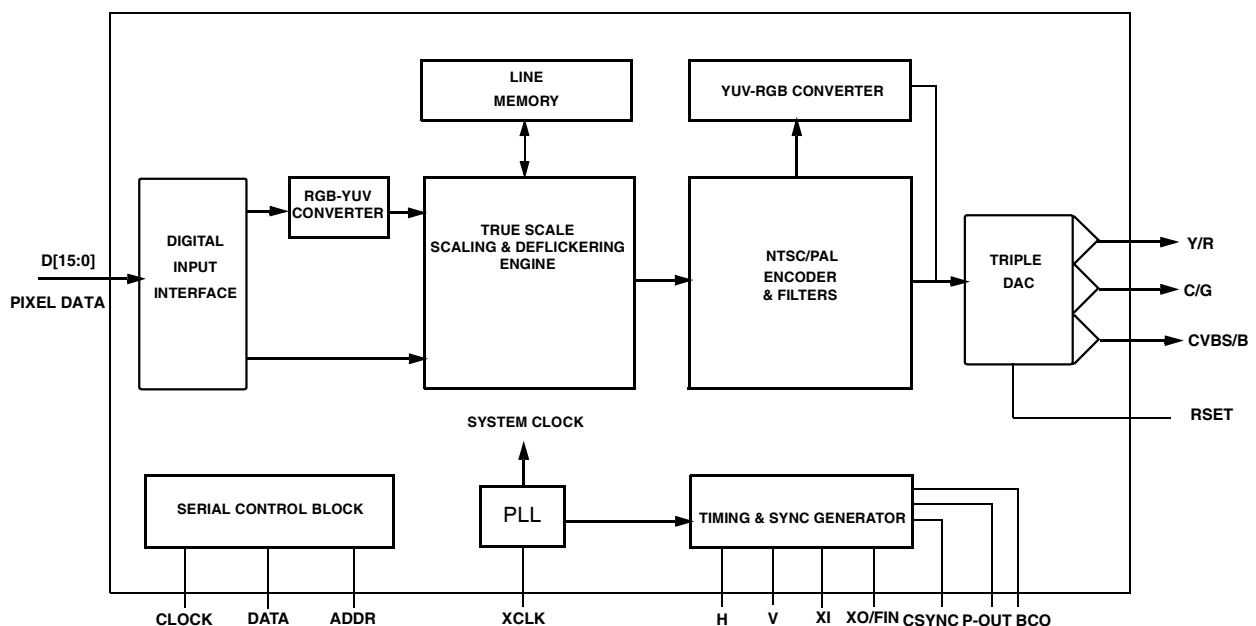 LINE
MEMORY
YUV-RGB CONVERTER
RGB-YUV
CONVERTER
TRUE SCALE
SCALING & DEFLICKERING
ENGINE
DIGITAL
INPUT
INTERFACE
NTSC/PAL
ENCODER
& FILTERS
TRIPLE
DAC
D[15:0]
PIXEL DATA
Y/R
C/G
CVBS/B
RSET
SYSTEM CLOCK
SERIAL CONTROL BLOCK
PLL
TIMING & SYNC GENERATOR
CLOCK
DATA
ADDR
XCLK
H
V
XI
XO/FIN
CSYNC
P-OUT
BCO